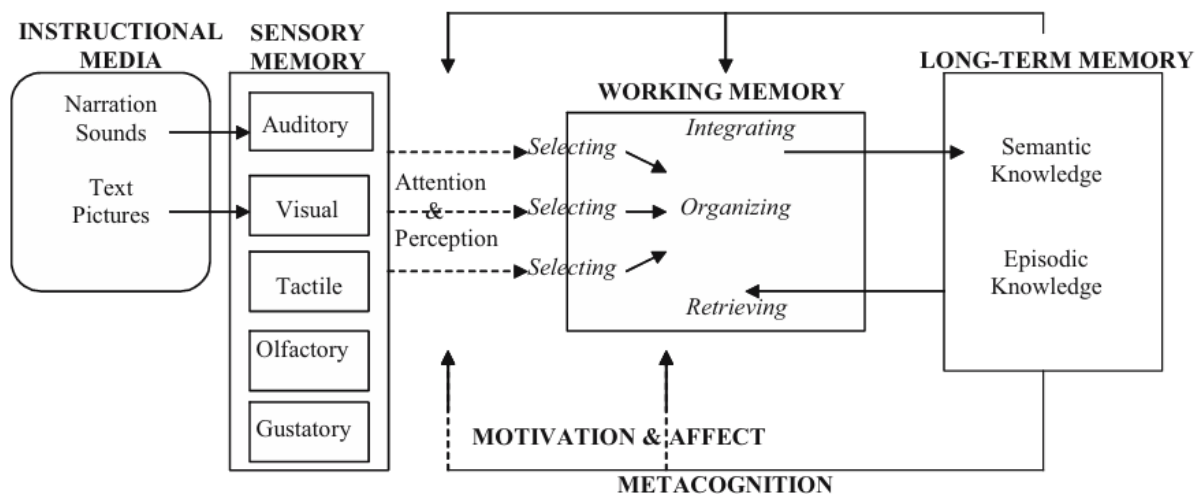 INSTRUCTIONAL
MEDIA
Narration
Sounds
Text
Pictures
SENSORY
MEMORY
Auditory
Visual
Tactile
Olfactory
Gustatory
Attention
&
Perception
Selecting
Selecting
Selecting
WORKING MEMORY
Integrating
Organizing
Retrieving
LONG-TERM MEMORY
Semantic
Knowledge
Episodic
Knowledge
MOTIVATION & AFFECT
METACOGNITION